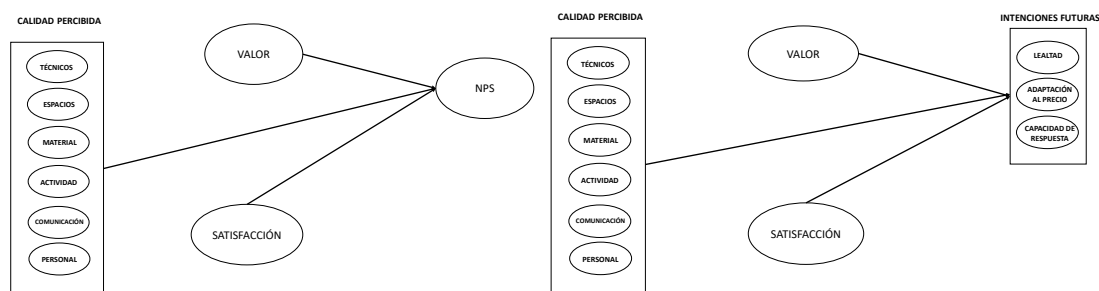 CALIDAD PERCIBIDA
TÉCNICOS
ESPACIOS
MATERIAL
ACTIVIDAD
COMUNICACIÓN
PERSONAL
VALOR
SATISFACCIÓN
NPS
CALIDAD PERCIBIDA
TÉCNICOS
ESPACIOS
MATERIAL
ACTIVIDAD
COMUNICACIÓN
PERSONAL
VALOR
SATISFACCIÓN
INTENCIONES FUTURAS
LEALTAD
ADAPTACIÓN
AL PRECIO
CAPACIDAD DE
RESPUESTA